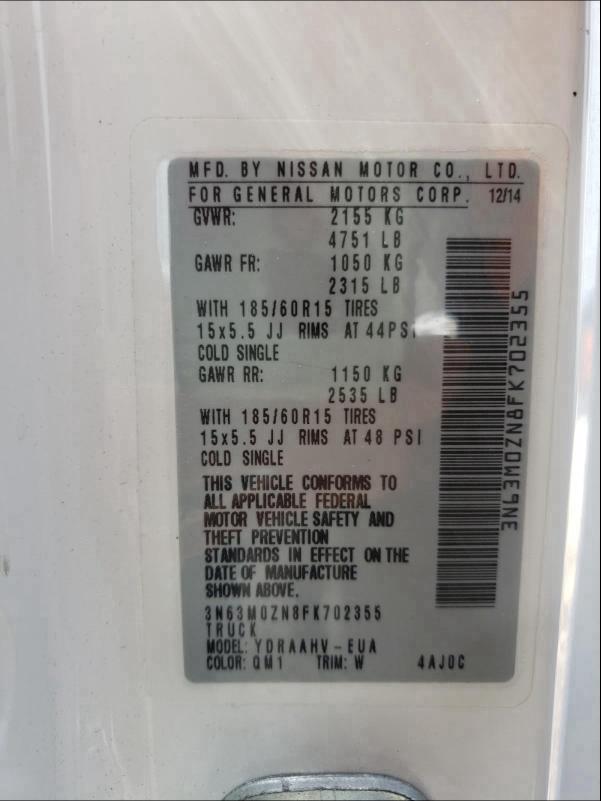 MFD. BY NISSAN MOTOR CO., LTD.
FOR GENERAL MOTORS CORP. 12/14
GVWR: 2155 KG
4751 LB
GAWR FR: 1050 KG
2315 LB
WITH 185/60R15 TIRES
15x5.5 JJ RIMS AT 44PSI
COLD SINGLE
GAWR RR: 1150 KG
2535 LB
WITH 185/60R15 TIRES
15x5.5 JJ RIMS AT 48 PSI
COLD SINGLE
THIS VEHICLE CONFORMS TO
ALL APPLICABLE FEDERAL
MOTOR VEHICLE SAFETY AND
THEFT PREVENTION
STANDARDS IN EFFECT ON THE
DATE OF MANUFACTURE
SHOWN ABOVE.
3N63M0ZN8FK702355
TRUCK
MODEL: YDRAAHV-EUA
COLOR: QM1 TRIM: W 4AJ0C
3N63M0ZN8FK702355